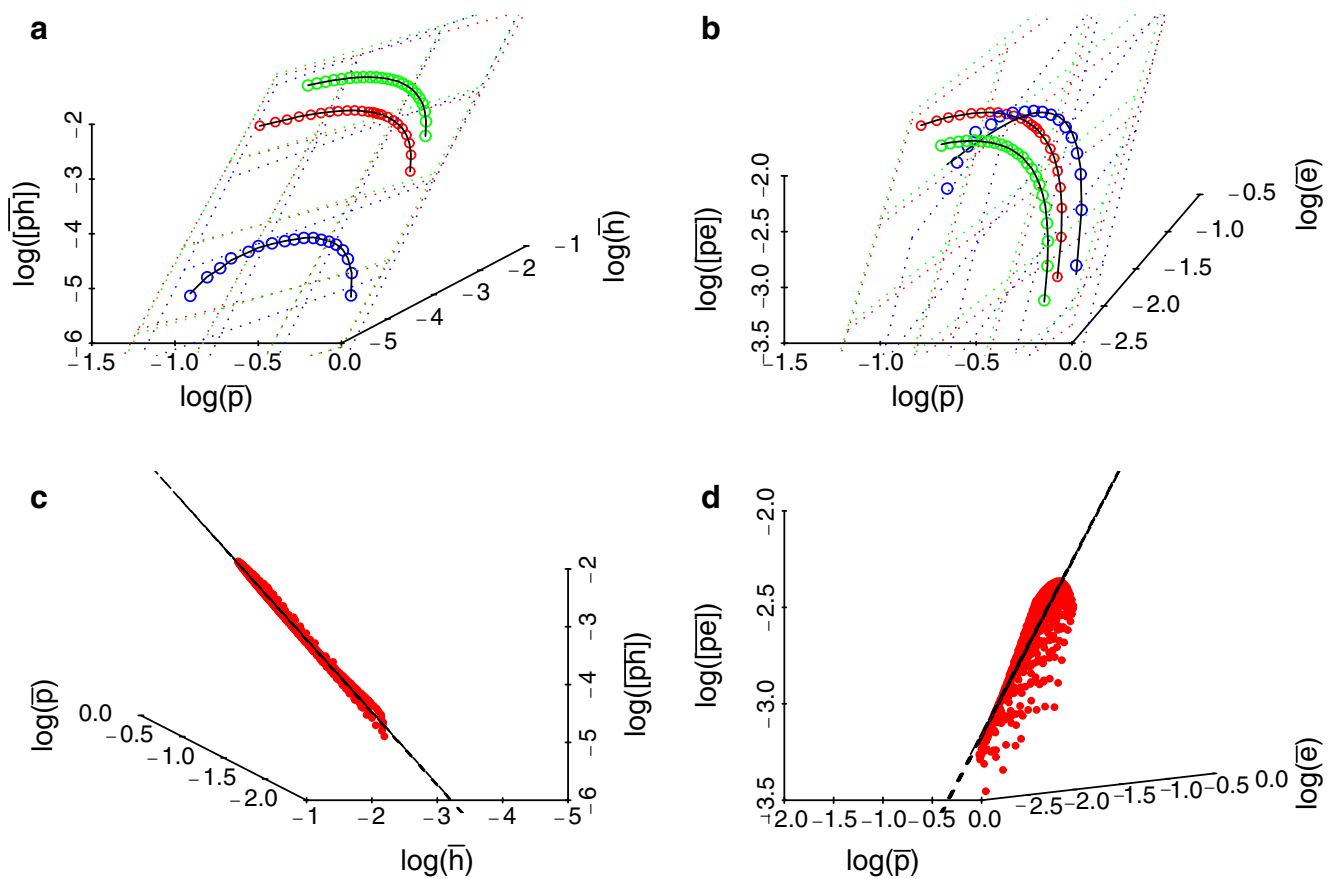 a
log([p̅h̅])
−2
−3
−4
−5
−6
−1.5 −1.0 −0.5 0.0
log(p̅)
−5 −4 −3 −2 −1
log(h̅)
b
log([p̅e̅])
−2.0
−2.5
−3.0
−3.5
−1.5 −1.0 −0.5 0.0
log(p̅)
−2.5 −2.0 −1.5 −1.0 −0.5
log(e̅)
c
log(p̅)
0.0 −0.5 −1.0 −1.5 −2.0
−1 −2 −3 −4 −5
log(h̅)
−2
−3
−4
−5
−6
log([p̅h̅])
d
log([p̅e̅])
−2.0
−2.5
−3.0
−3.5
−2.0 −1.5 −1.0 −0.5 0.0
log(p̅)
−2.5 −2.0 −1.5 −1.0 −0.5 0.0
log(e̅)